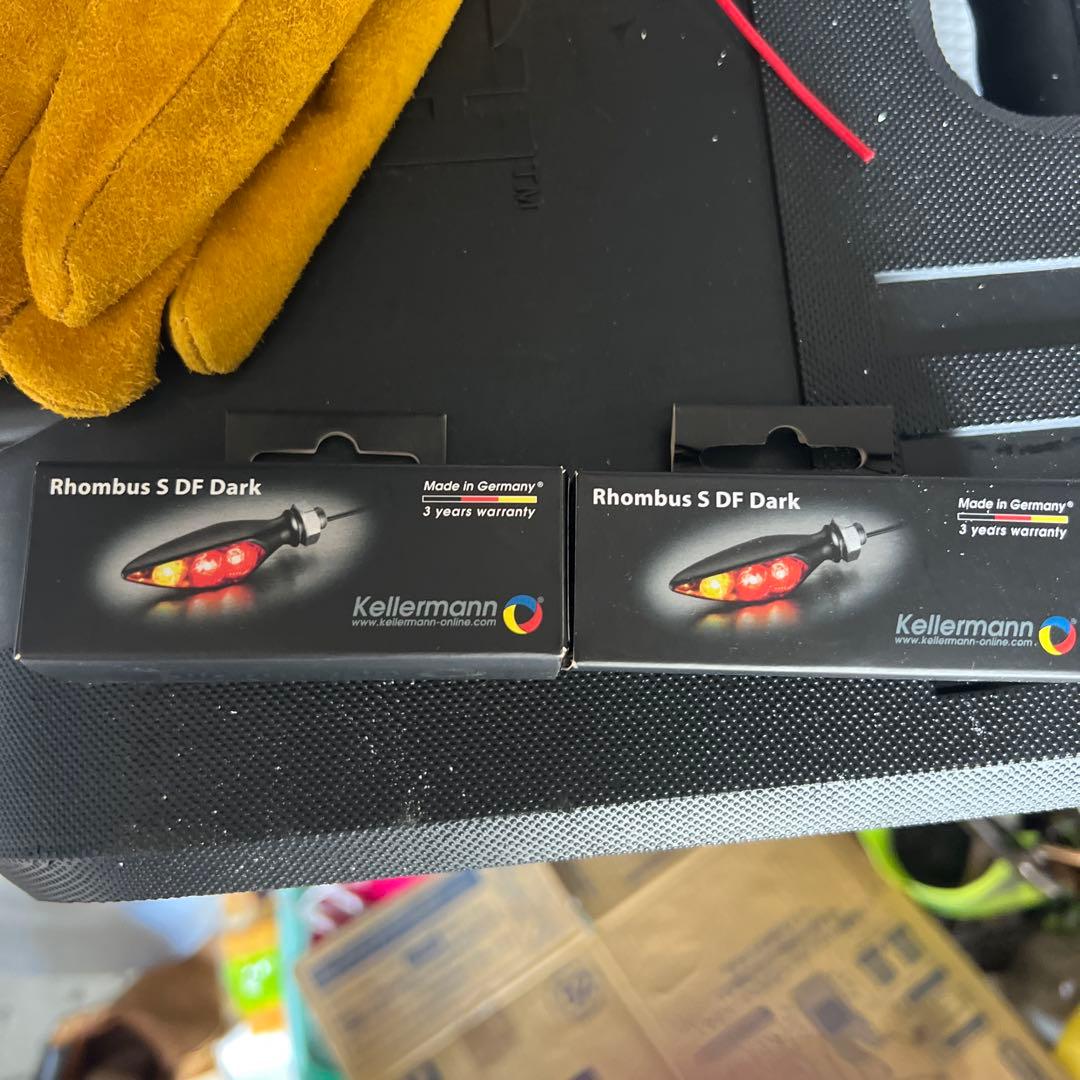 TM
Rhombus S DF Dark
Made in Germany®
3 years warranty
Kellermann®
www.kellermann-online.com
Rhombus S DF Dark
Made in Germany®
3 years warranty
Kellermann®
www.kellermann-online.com